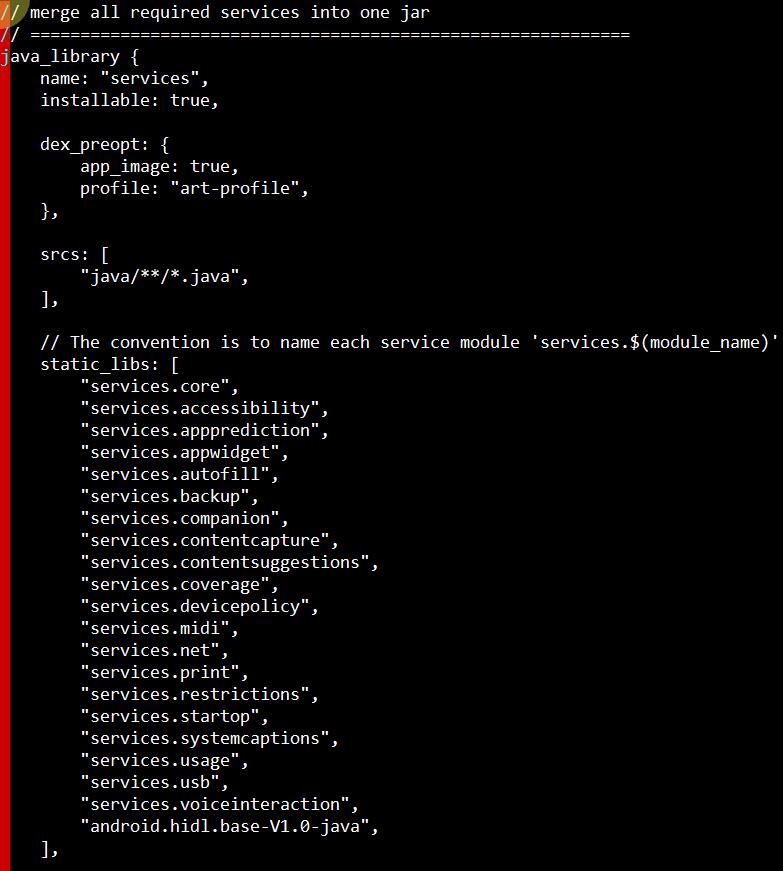 // merge all required services into one jar
// ============================================================
java_library {
    name: "services",
    installable: true,

    dex_preopt: {
        app_image: true,
        profile: "art-profile",
    },

    srcs: [
        "java/**/*.java",
    ],

    // The convention is to name each service module 'services.$(module_name)'
    static_libs: [
        "services.core",
        "services.accessibility",
        "services.appprediction",
        "services.appwidget",
        "services.autofill",
        "services.backup",
        "services.companion",
        "services.contentcapture",
        "services.contentsuggestions",
        "services.coverage",
        "services.devicepolicy",
        "services.midi",
        "services.net",
        "services.print",
        "services.restrictions",
        "services.startop",
        "services.systemcaptions",
        "services.usage",
        "services.usb",
        "services.voiceinteraction",
        "android.hidl.base-V1.0-java",
    ],